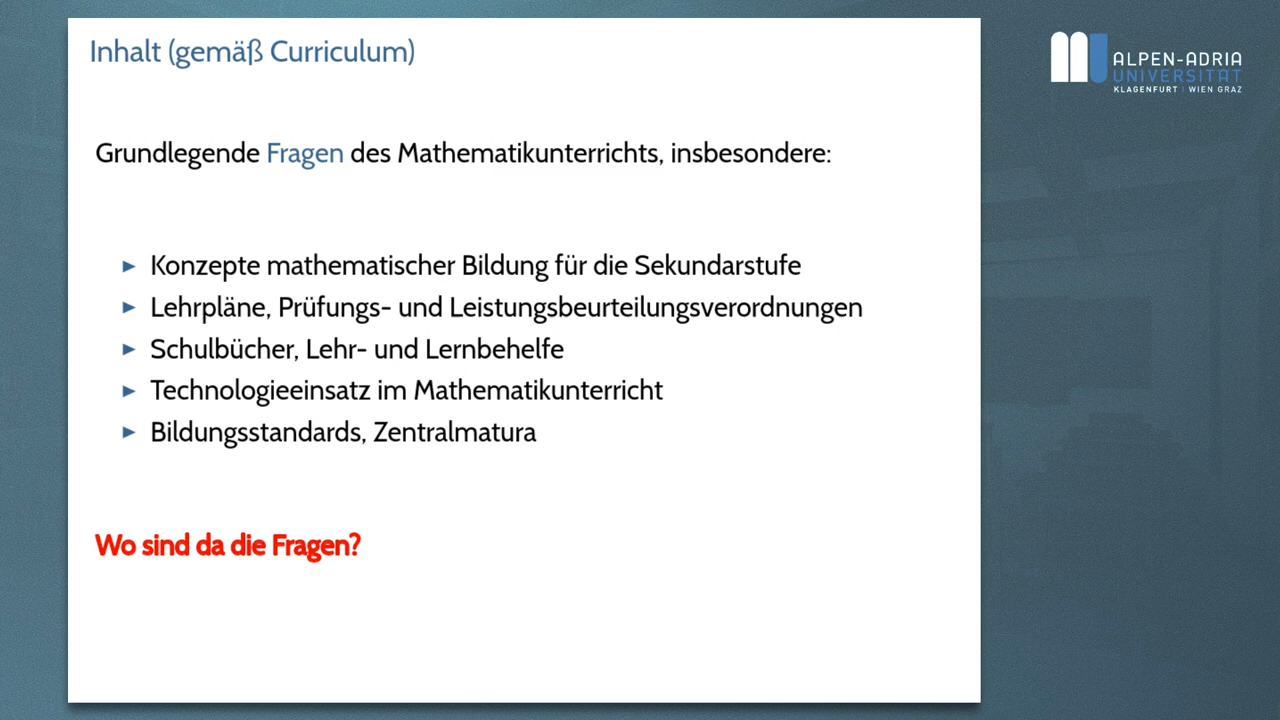 Inhalt (gemäß Curriculum)
Grundlegende Fragen des Mathematikunterrichts, insbesondere:
► Konzepte mathematischer Bildung für die Sekundarstufe
► Lehrpläne, Prüfungs- und Leistungsbeurteilungsverordnungen
► Schulbücher, Lehr- und Lernbehelfe
► Technologieeinsatz im Mathematikunterricht
► Bildungsstandards, Zentralmatura
Wo sind da die Fragen?
ALPEN-ADRIA
UNIVERSITÄT
KLAGENFURT | WIEN GRAZ